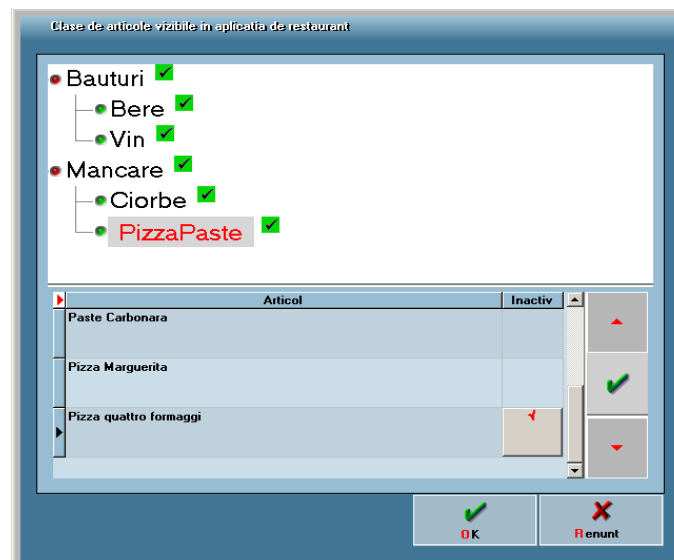 Clase de articole vizibile in aplicatia de restaurant
Bauturi
Bere
Vin
Mancare
Ciorbe
PizzaPaste
Articol Inactiv
Paste Carbonara
Pizza Marguerita
Pizza quattro formaggi
OK Renunt